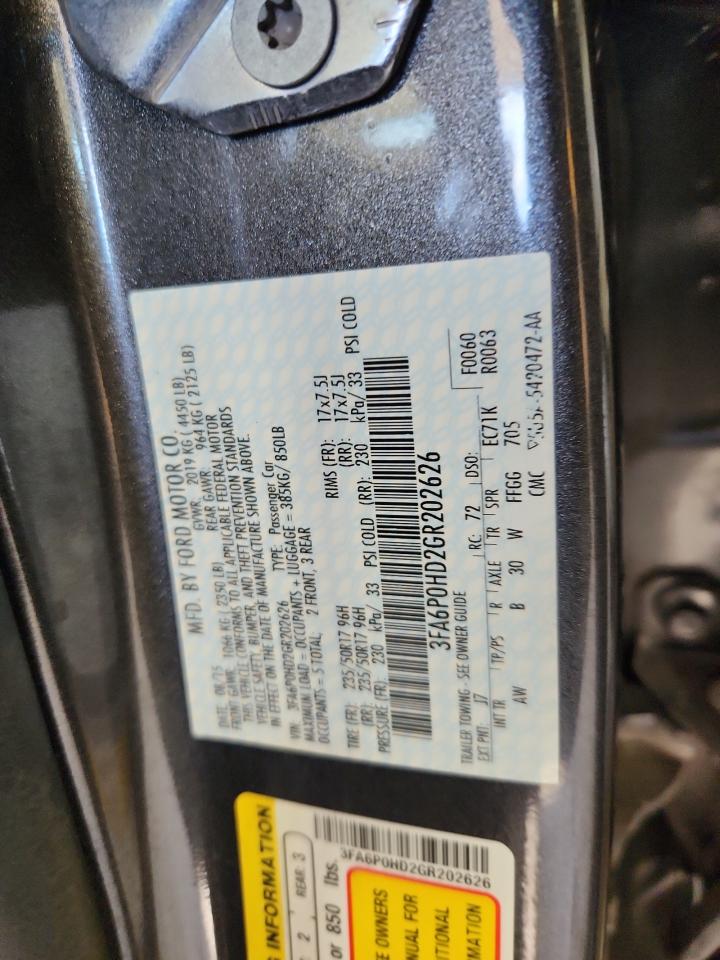 MFD. BY FORD MOTOR CO.
DATE: 08/15 GVWR: 2019 KG ( 4450 LB)
FRONT GAWR: 1066 KG ( 2350 LB) REAR GAWR: 964 KG ( 2125 LB)
THIS VEHICLE CONFORMS TO ALL APPLICABLE FEDERAL MOTOR
VEHICLE SAFETY, BUMPER, AND THEFT PREVENTION STANDARDS
IN EFFECT ON THE DATE OF MANUFACTURE SHOWN ABOVE.
VIN: 3FA6P0HD2GR202626 TYPE: Passenger Car
MAXIMUM LOAD = OCCUPANTS + LUGGAGE = 385KG/ 850LB
OCCUPANTS = 5 TOTAL: 2 FRONT, 3 REAR
TIRE (FR): 235/50R17 96H RIMS (FR): 17x7.5J
(RR): 235/50R17 96H (RR): 17x7.5J
PRESSURE (FR): 230 kPa/ 33 PSI COLD (RR): 230 kPa/ 33 PSI COLD
3FA6P0HD2GR202626
TRAILER TOWING - SEE OWNER GUIDE
F0060
R0063
EXT PNT: J7 RC: 72 DSO: EC71K
INT TR TP/PS R AXLE TR SPR
AW B 30 W FFGG 705
CMC 5420472-AA
INFORMATION
2 REAR: 3
or 850 lbs.
3FA6P0HD2GR202626
OWNERS
FOR